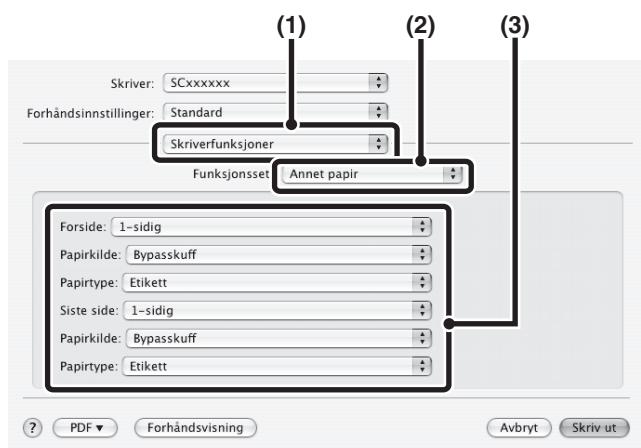 (1) (2) (3)
Skriver: SCxxxxxx
Forhåndsinnstillinger: Standard
Skriverfunksjoner
Funksjonsset Annet papir
Forside: 1-sidig
Papirkilde: Bypasskuff
Papirtype: Etikett
Siste side: 1-sidig
Papirkilde: Bypasskuff
Papirtype: Etikett
? PDF ▼ Forhåndsvisning Avbryt Skriv ut